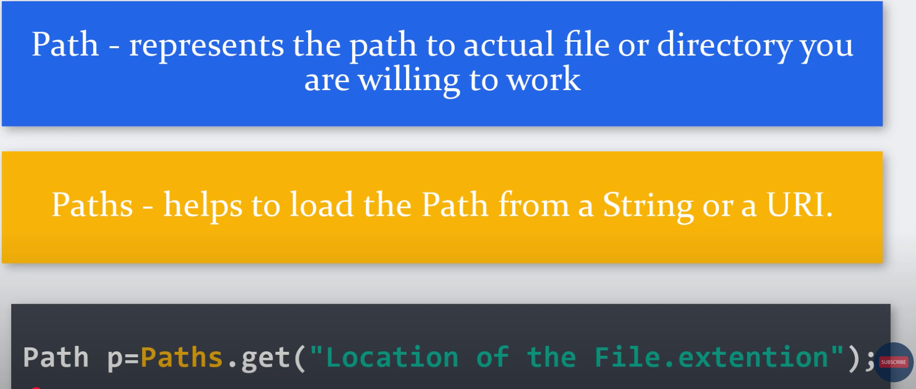 Path - represents the path to actual file or directory you
are willing to work
Paths - helps to load the Path from a String or a URI.
Path p=Paths.get("Location of the File.extention");
SUBSCRIBE